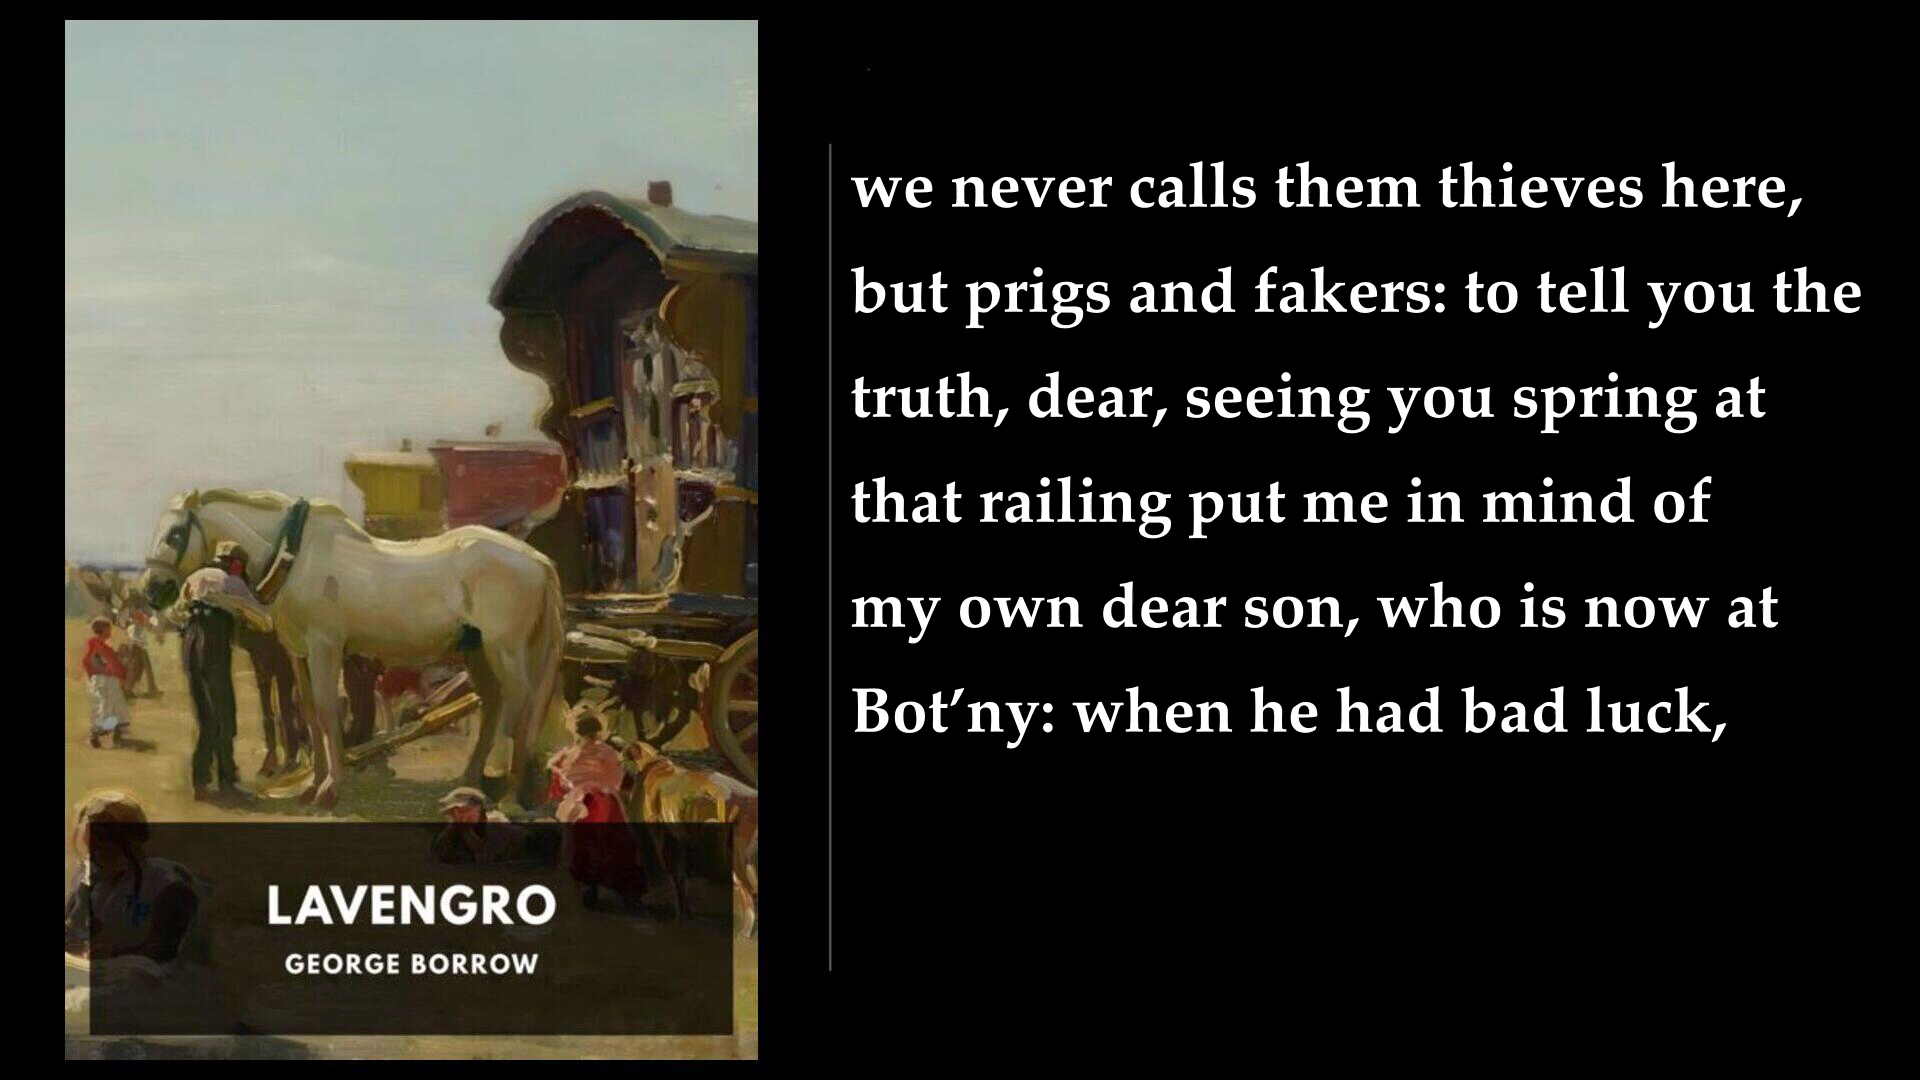 we never calls them thieves here,
but prigs and fakers: to tell you the
truth, dear, seeing you spring at
that railing put me in mind of
my own dear son, who is now at
Bot’ny: when he had bad luck,
LAVENGRO
GEORGE BORROW